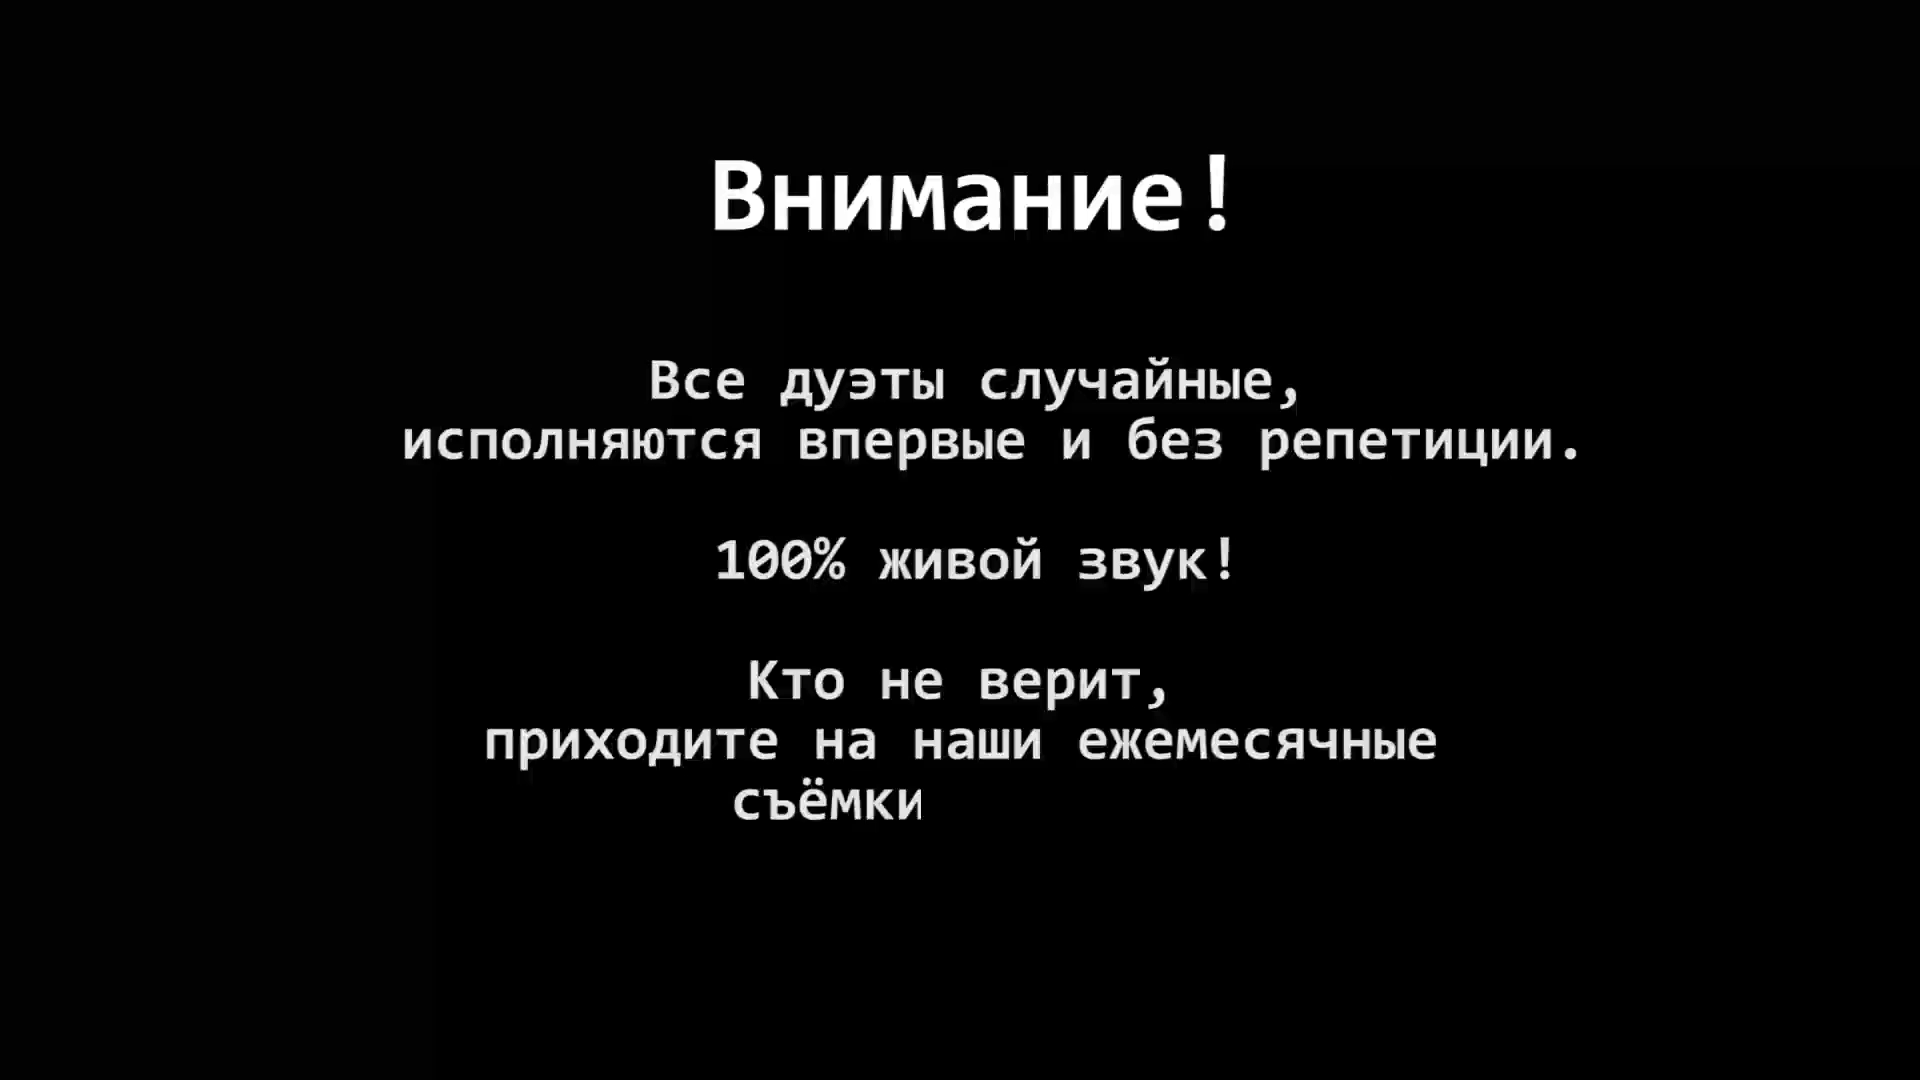 Внимание!
Все дуэты случайные,
исполняются впервые и без репетиции.
100% живой звук!
Кто не верит,
приходите на наши ежемесячные
съёмки